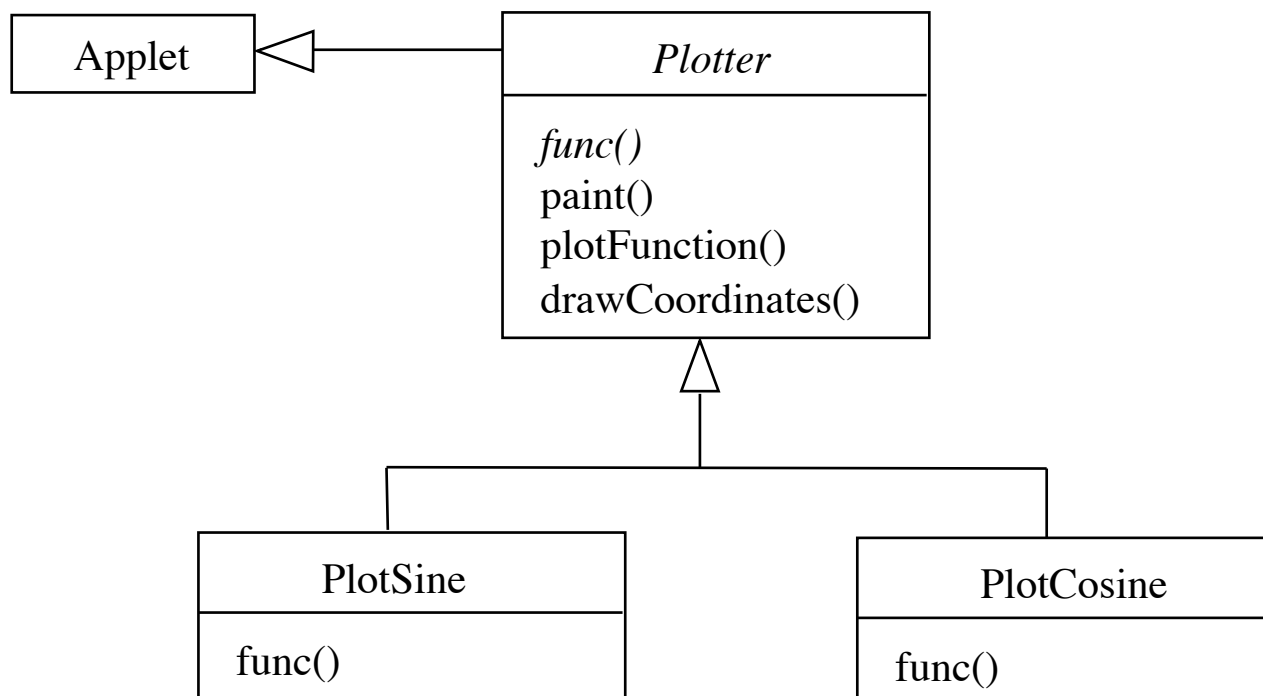 Applet
Plotter
func()
paint()
plotFunction()
drawCoordinates()
PlotSine
func()
PlotCosine
func()